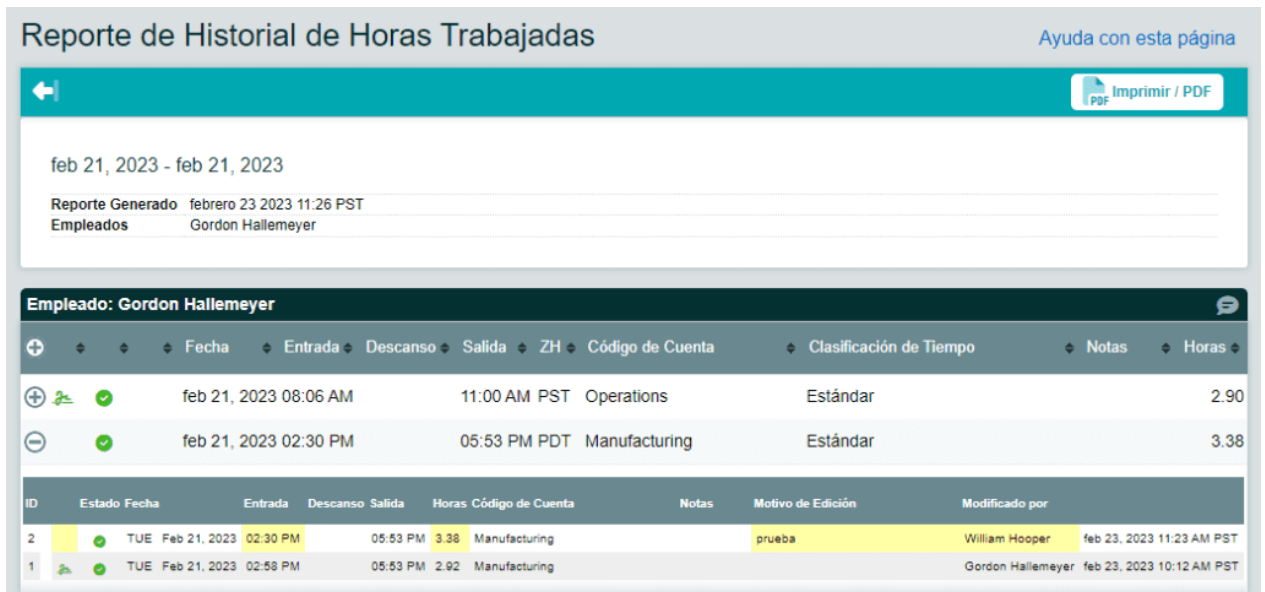 Reporte de Historial de Horas Trabajadas
Ayuda con esta página
PDF Imprimir / PDF
feb 21, 2023 - feb 21, 2023
Reporte Generado febrero 23 2023 11:26 PST
Empleados Gordon Hallemeyer
Empleado: Gordon Hallemeyer
Fecha Entrada Descanso Salida ZH Código de Cuenta Clasificación de Tiempo Notas Horas
feb 21, 2023 08:06 AM 11:00 AM PST Operations Estándar 2.90
feb 21, 2023 02:30 PM 05:53 PM PDT Manufacturing Estándar 3.38
ID Estado Fecha Entrada Descanso Salida Horas Código de Cuenta Notas Motivo de Edición Modificado por
2 TUE Feb 21, 2023 02:30 PM 05:53 PM 3.38 Manufacturing prueba William Hooper feb 23, 2023 11:23 AM PST
1 TUE Feb 21, 2023 02:58 PM 05:53 PM 2.92 Manufacturing Gordon Hallemeyer feb 23, 2023 10:12 AM PST